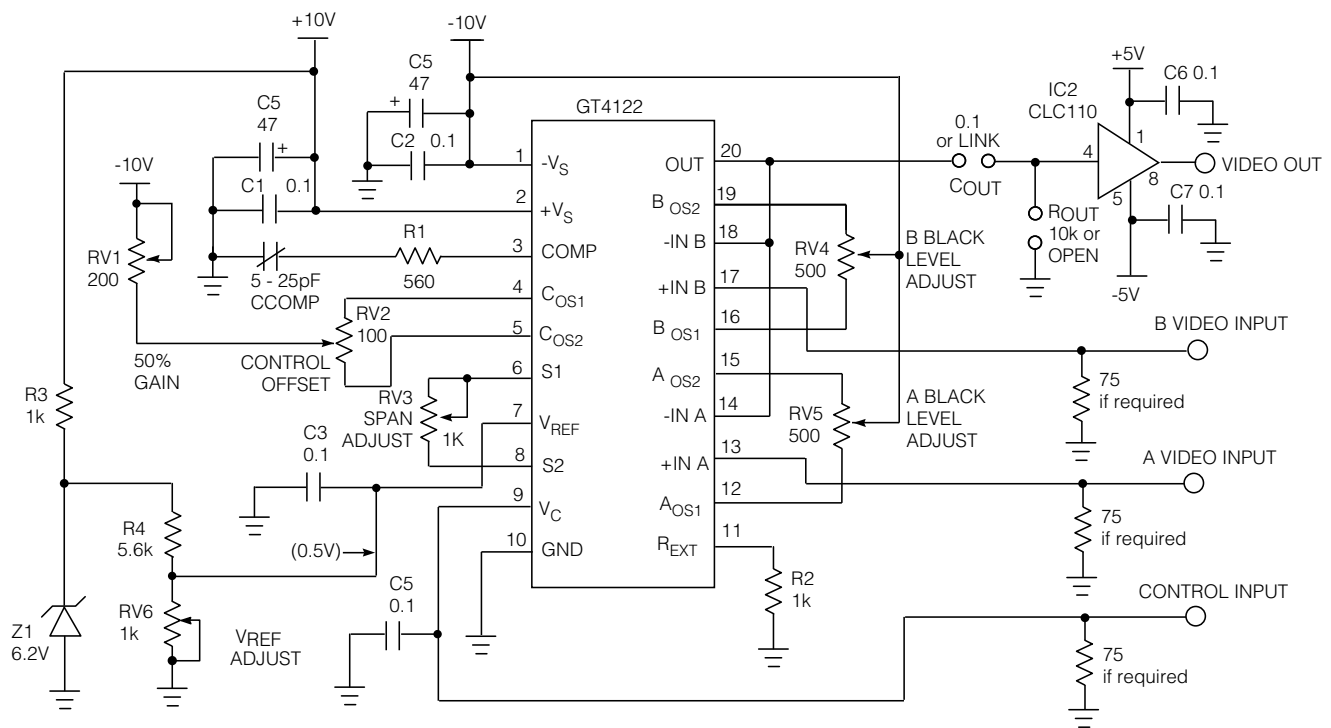 +10V
-10V
C5
47
+
C1
0.1
-10V
RV1
200
5 - 25pF
CCOMP
R1
560
C5
47
+
C2
0.1
50%
GAIN
RV2
100
CONTROL
OFFSET
RV3
SPAN
ADJUST
1K
R3
1k
C3
0.1
R4
5.6k
(0.5V)
RV6
1k
Z1
6.2V
VREF
ADJUST
C5
0.1
GT4122
1
-VS
2
+VS
3
COMP
4
COS1
5
COS2
6
S1
7
VREF
8
S2
9
VC
10
GND
OUT
20
B OS2
19
-IN B
18
+IN B
17
B OS1
16
A OS2
15
-IN A
14
+IN A
13
AOS1
12
REXT
11
R2
1k
RV4
500
B BLACK
LEVEL
ADJUST
RV5
500
A BLACK
LEVEL
ADJUST
0.1
or LINK
COUT
ROUT
10k or
OPEN
+5V
IC2
CLC110
C6 0.1
4
1
5
8
C7 0.1
-5V
VIDEO OUT
B VIDEO INPUT
75
if required
A VIDEO INPUT
75
if required
CONTROL INPUT
75
if required